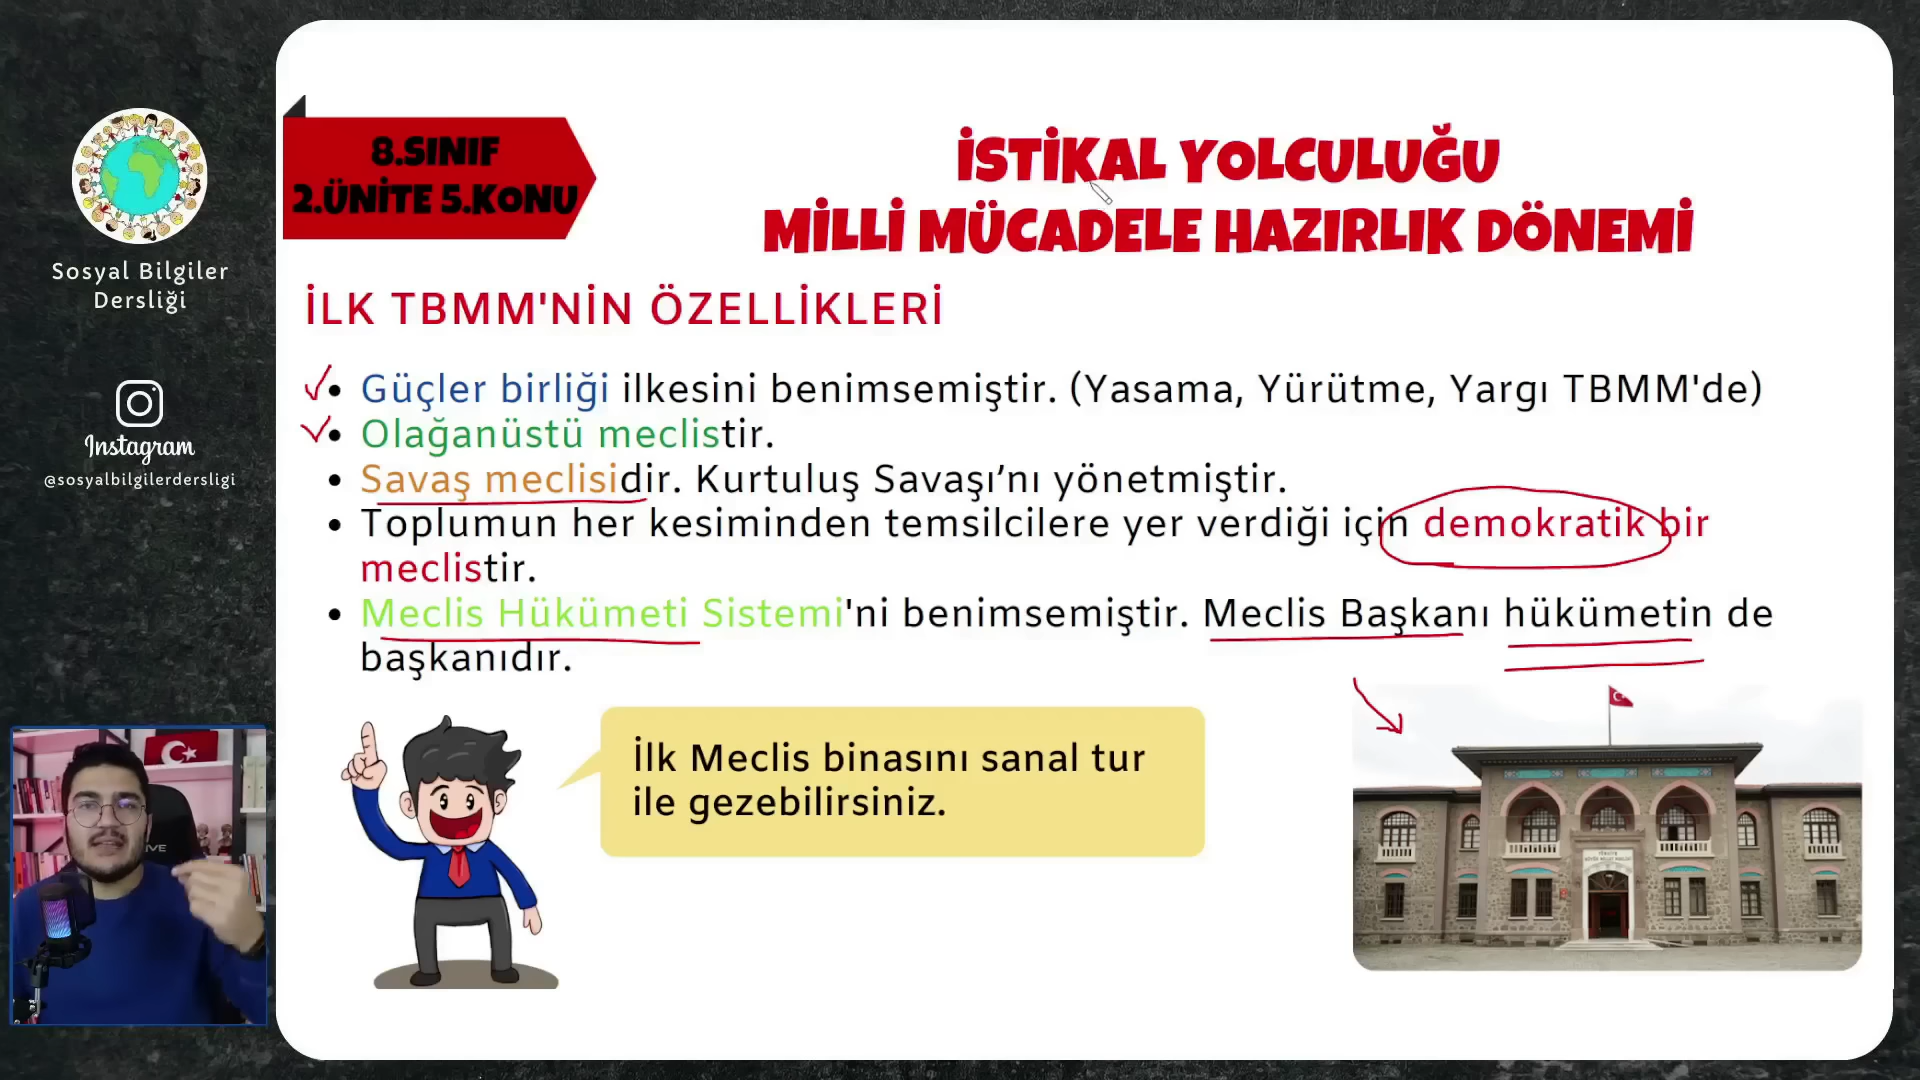 Sosyal Bilgiler
Dersliği
Instagram
@sosyalbilgilerdersligi
8.SINIF
2.ÜNİTE 5.KONU
İSTİKAL YOLCULUĞU
MİLLİ MÜCADELE HAZIRLIK DÖNEMİ
İLK TBMM'NİN ÖZELLİKLERİ
• Güçler birliği ilkesini benimsemiştir. (Yasama, Yürütme, Yargı TBMM'de)
• Olağanüstü meclistir.
• Savaş meclisidir. Kurtuluş Savaşı’nı yönetmiştir.
• Toplumun her kesiminden temsilcilere yer verdiği için demokratik bir
meclistir.
• Meclis Hükümeti Sistemi'ni benimsemiştir. Meclis Başkanı hükümetin de
başkanıdır.
İlk Meclis binasını sanal tur
ile gezebilirsiniz.